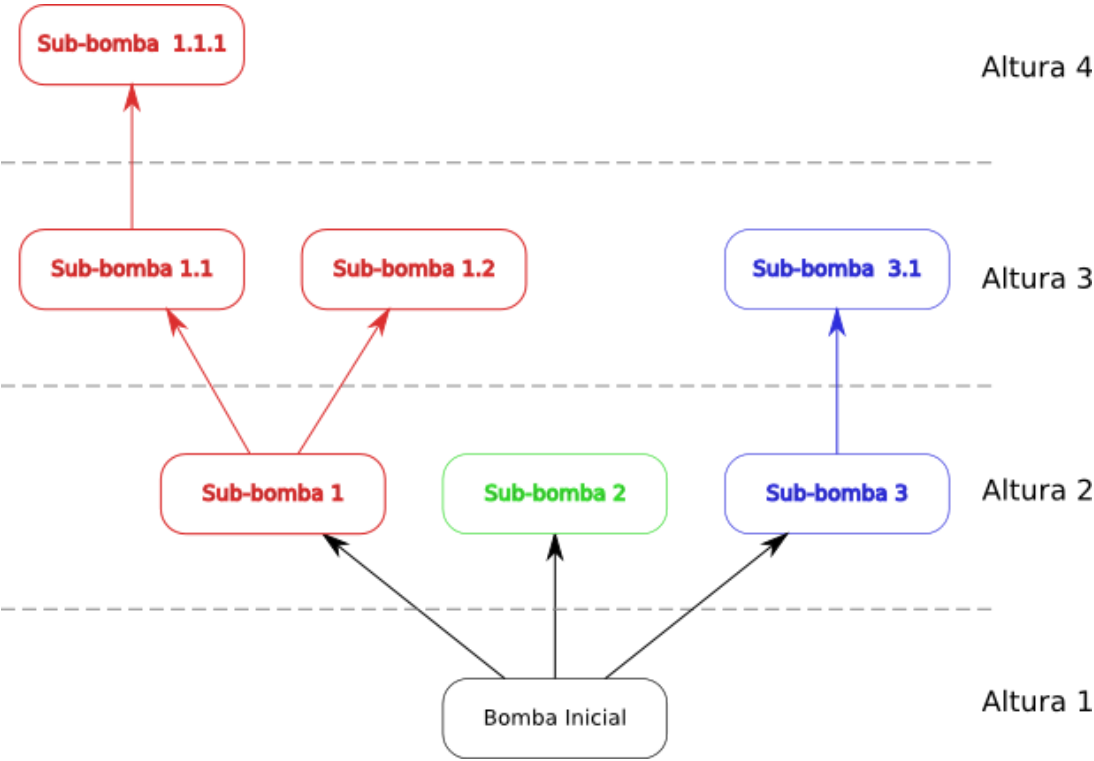 Sub-bomba 1.1.1
Altura 4
Sub-bomba 1.1
Sub-bomba 1.2
Sub-bomba 3.1
Altura 3
Sub-bomba 1
Sub-bomba 2
Sub-bomba 3
Altura 2
Bomba Inicial
Altura 1